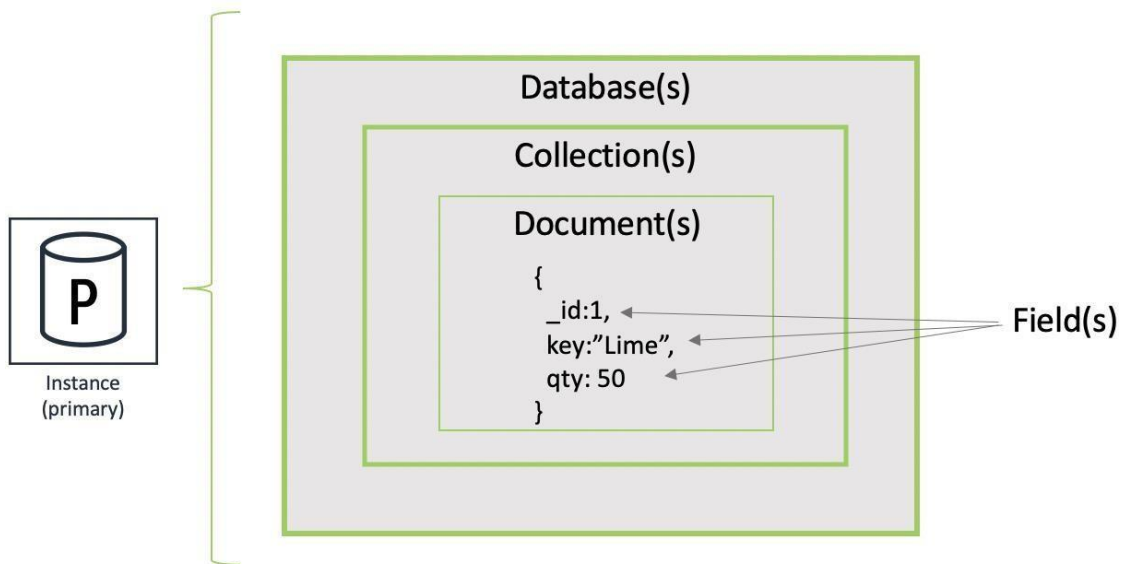 Database(s)
Collection(s)
Document(s)
{
_id:1,
key:”Lime”,
qty: 50
}
Field(s)
P
Instance
(primary)